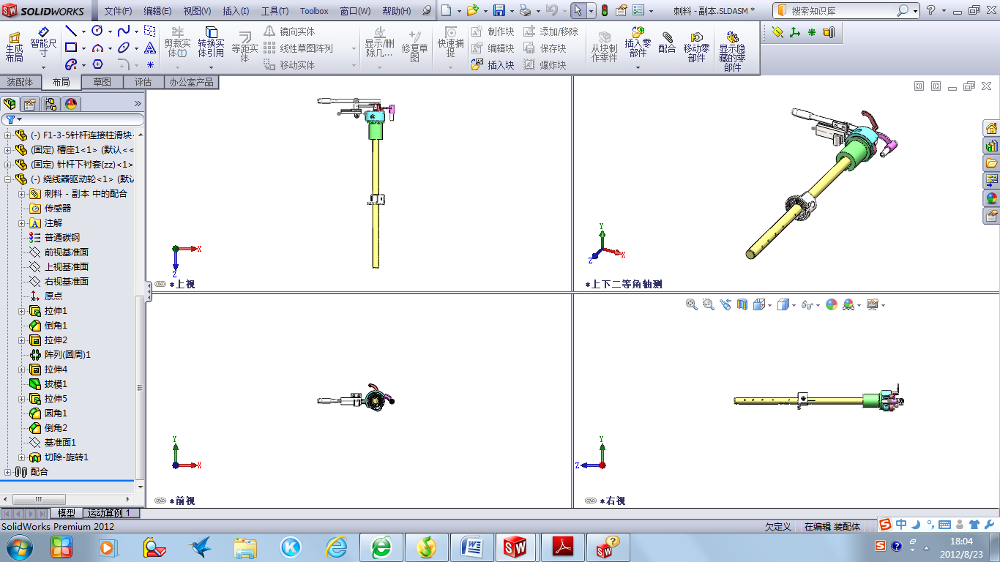 SOLIDWORKS 文件(F) 编辑(E) 视图(V) 插入(I) 工具(T) Toolbox 窗口(W) 帮助(H) 刺料 - 副本.SLDASM * 搜索知识库
生成布局 智能尺寸 剪裁实体(T) 转换实体引用 等距实体 镜向实体 线性草图阵列 移动实体 显示/删除几... 修复草图 快速捕捉 制作块 编辑块 插入块 添加/移除 保存块 爆炸块 从块制作零件 插入零部件 配合 移动零部件 显示隐藏的零部件
装配体 布局 草图 评估 办公室产品
(-) F1-3-5针杆连接柱滑块
(固定) 槽座1<1> (默认<<
(固定) 针杆下衬套(zz)<1>
(-) 绕线器驱动轮<1> (默认
刺料 - 副本 中的配合
传感器
A 注解
普通碳钢
前视基准面
上视基准面
右视基准面
原点
拉伸1
倒角1
拉伸2
阵列(圆周)1
拉伸4
拔模1
拉伸5
圆角1
倒角2
基准面1
切除-旋转1
配合
X
Z
*上视
Y
X
Z
*上下二等角轴测
Y
X
*前视
Y
Z
*右视
模型 运动算例 1
SolidWorks Premium 2012 欠定义 在编辑 装配体 中
18:04
2012/8/23